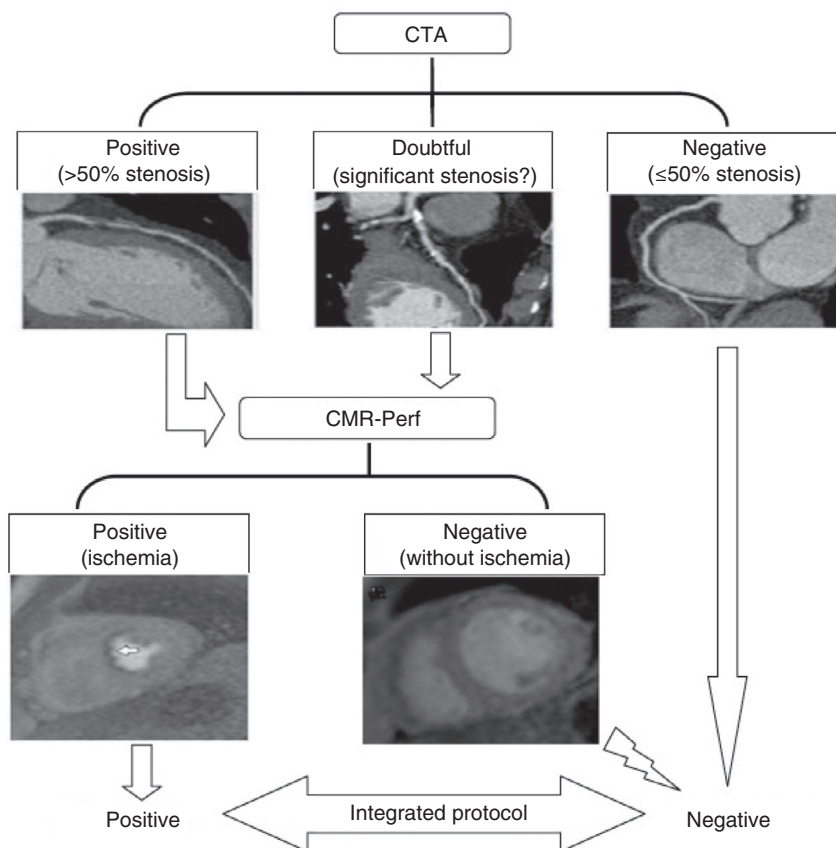 CTA
Positive
(>50% stenosis)
Doubtful
(significant stenosis?)
Negative
(≤50% stenosis)
CMR-Perf
Positive
(ischemia)
Negative
(without ischemia)
Positive
Integrated protocol
Negative